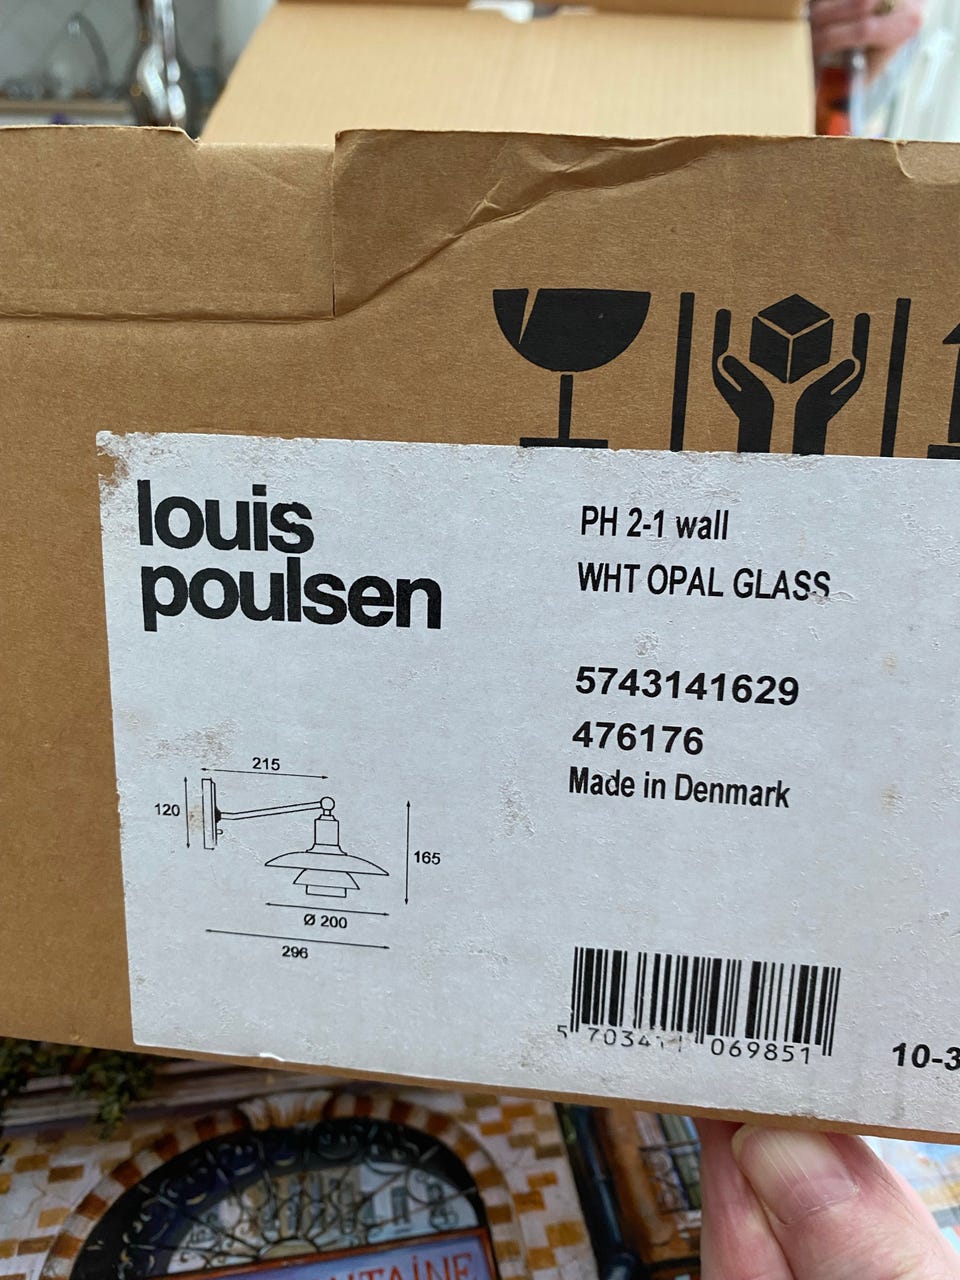 louis
poulsen
PH 2-1 wall
WHT OPAL GLASS
5743141629
476176
Made in Denmark
215
120
165
Ø 200
296
069851
10-3